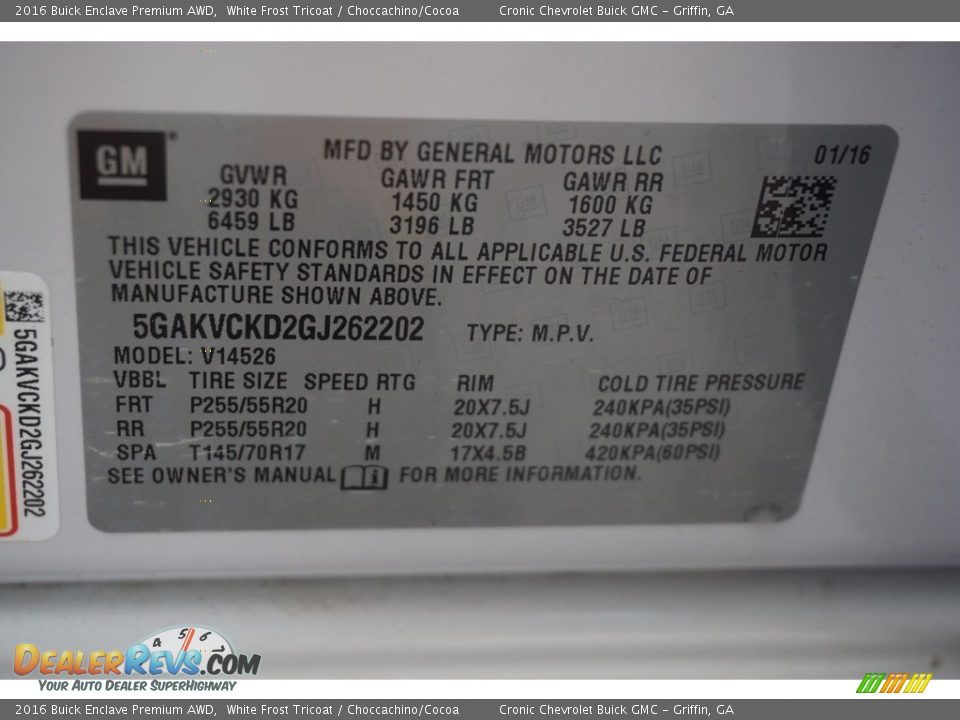 2016 Buick Enclave Premium AWD, White Frost Tricoat / Choccachino/Cocoa Cronic Chevrolet Buick GMC - Griffin, GA
GM
MFD BY GENERAL MOTORS LLC 01/16
GVWR GAWR FRT GAWR RR
2930 KG 1450 KG 1600 KG
6459 LB 3196 LB 3527 LB
THIS VEHICLE CONFORMS TO ALL APPLICABLE U.S. FEDERAL MOTOR
VEHICLE SAFETY STANDARDS IN EFFECT ON THE DATE OF
MANUFACTURE SHOWN ABOVE.
5GAKVCKD2GJ262202 TYPE: M.P.V.
MODEL: V14526
VBBL TIRE SIZE SPEED RTG RIM COLD TIRE PRESSURE
FRT P255/55R20 H 20X7.5J 240KPA(35PSI)
RR P255/55R20 H 20X7.5J 240KPA(35PSI)
SPA T145/70R17 M 17X4.5B 420KPA(60PSI)
SEE OWNER'S MANUAL i FOR MORE INFORMATION.
5GAKVCKD2GJ262202
4 5 6
DEALERREVS.COM
YOUR AUTO DEALER SUPERHIGHWAY
2016 Buick Enclave Premium AWD, White Frost Tricoat / Choccachino/Cocoa Cronic Chevrolet Buick GMC - Griffin, GA